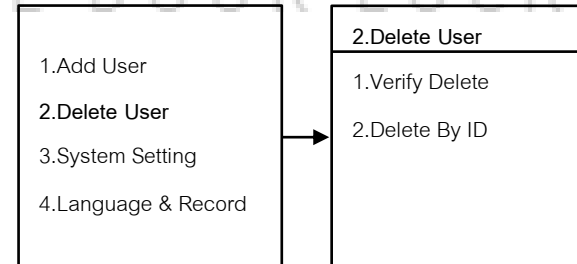 1.Add User
2.Delete User
3.System Setting
4.Language & Record
2.Delete User
1.Verify Delete
2.Delete By ID